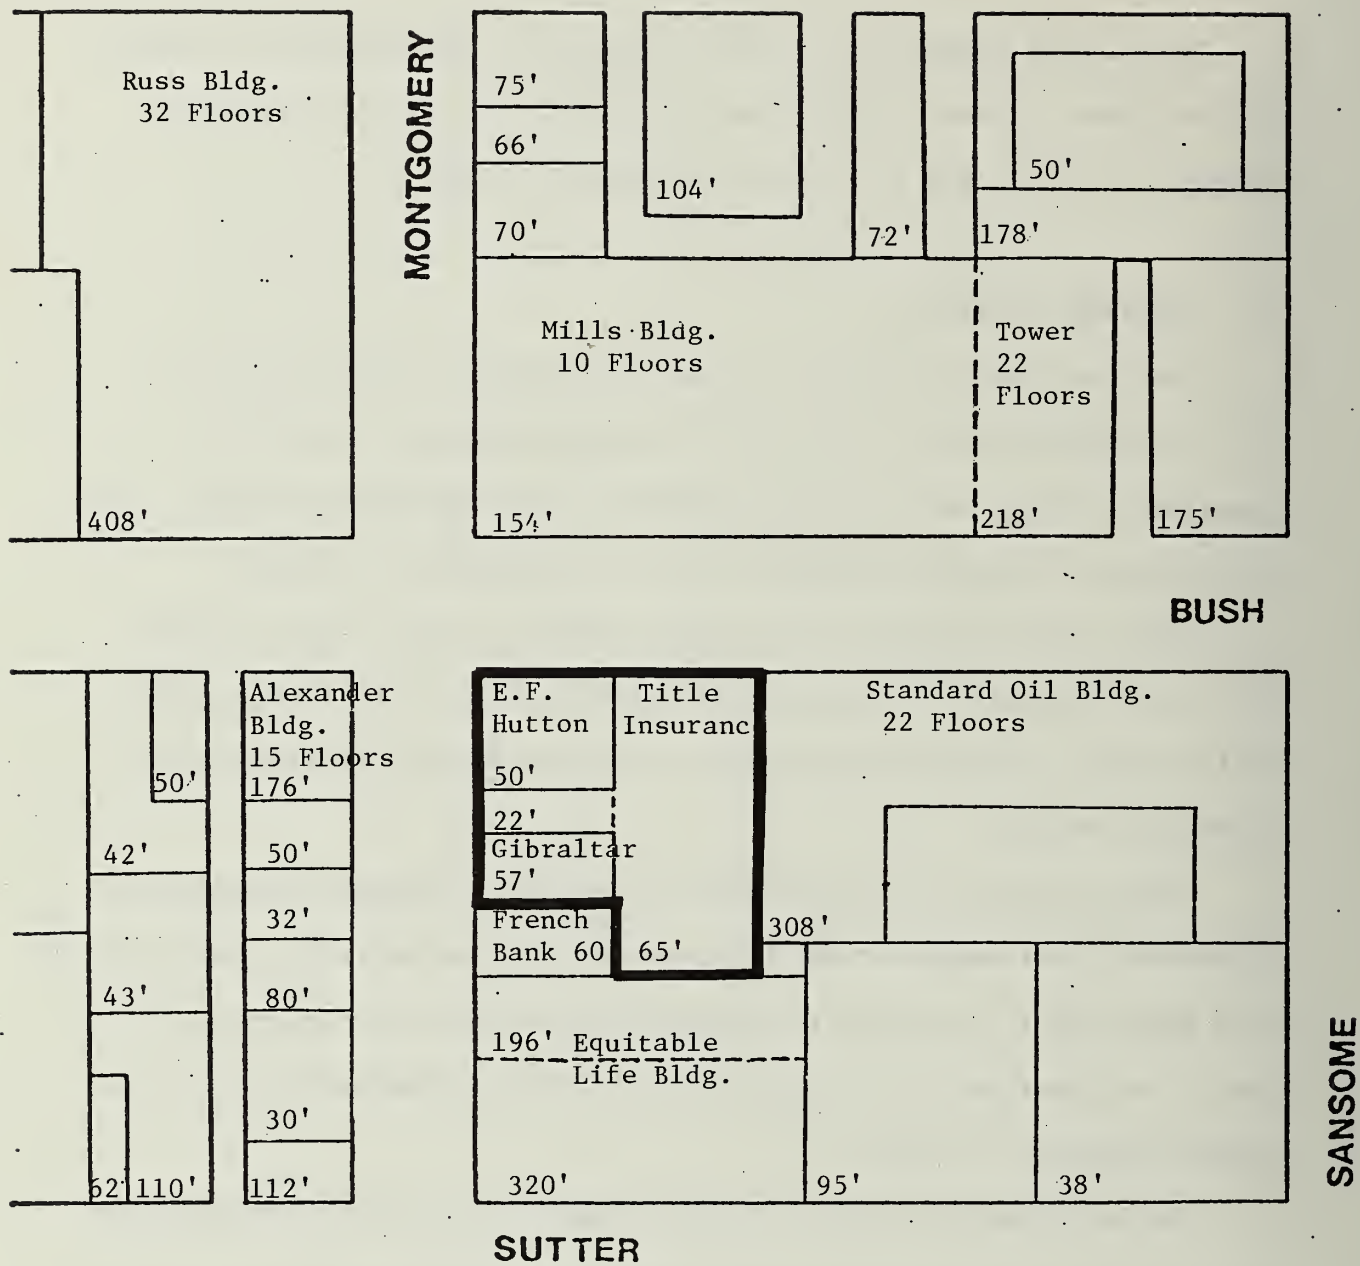 Russ Bldg.
32 Floors
408'
MONTGOMERY
75'
66'
70'
104'
72'
50'
178'
Mills Bldg.
10 Floors
154'
Tower
22
Floors
218'
175'
BUSH
50'
42'
43'
62'
110'
Alexander
Bldg.
15 Floors
176'
50'
32'
80'
30'
112'
E.F.
Hutton
50'
22'
Gibraltar
57'
French
Bank 60
Title
Insuranc
65'
Standard Oil Bldg.
22 Floors
308'
196' Equitable
Life Bldg.
320'
95'
38'
SANSOME
SUTTER